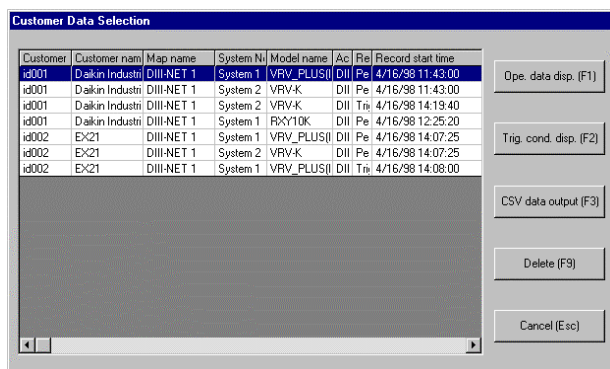 Customer Data Selection
Customer Customer nam Map name System N Model name Ac Re Record start time
id001 Daikin Industri DIII-NET 1 System 1 VRV_PLUS(I DII Pe 4/16/98 11:43:00
id001 Daikin Industri DIII-NET 1 System 2 VRV-K DII Pe 4/16/98 11:43:00
id001 Daikin Industri DIII-NET 1 System 2 VRV-K DII Tri 4/16/98 14:19:40
id001 Daikin Industri DIII-NET 1 System 1 RXY10K DII Pe 4/16/98 12:25:20
id002 EX21 DIII-NET 1 System 1 VRV_PLUS(I DII Pe 4/16/98 14:07:25
id002 EX21 DIII-NET 1 System 2 VRV-K DII Pe 4/16/98 14:07:25
id002 EX21 DIII-NET 1 System 1 VRV_PLUS(I DII Tri 4/16/98 14:08:00
Ope. data disp. (F1)
Trig. cond. disp. (F2)
CSV data output (F3)
Delete (F9)
Cancel (Esc)